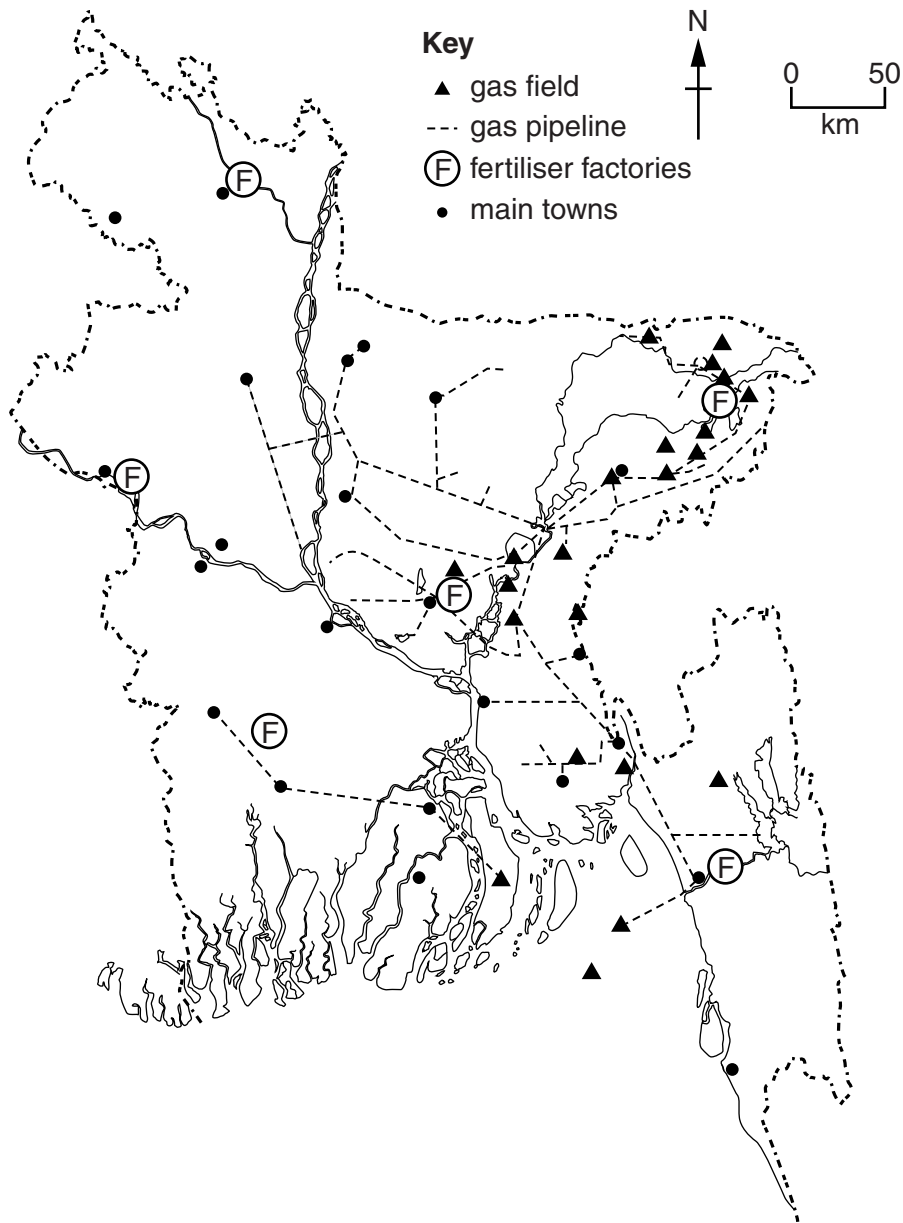 Key
gas field
gas pipeline
F fertiliser factories
main towns
N
0 50
km
F
F
F
F
F
F